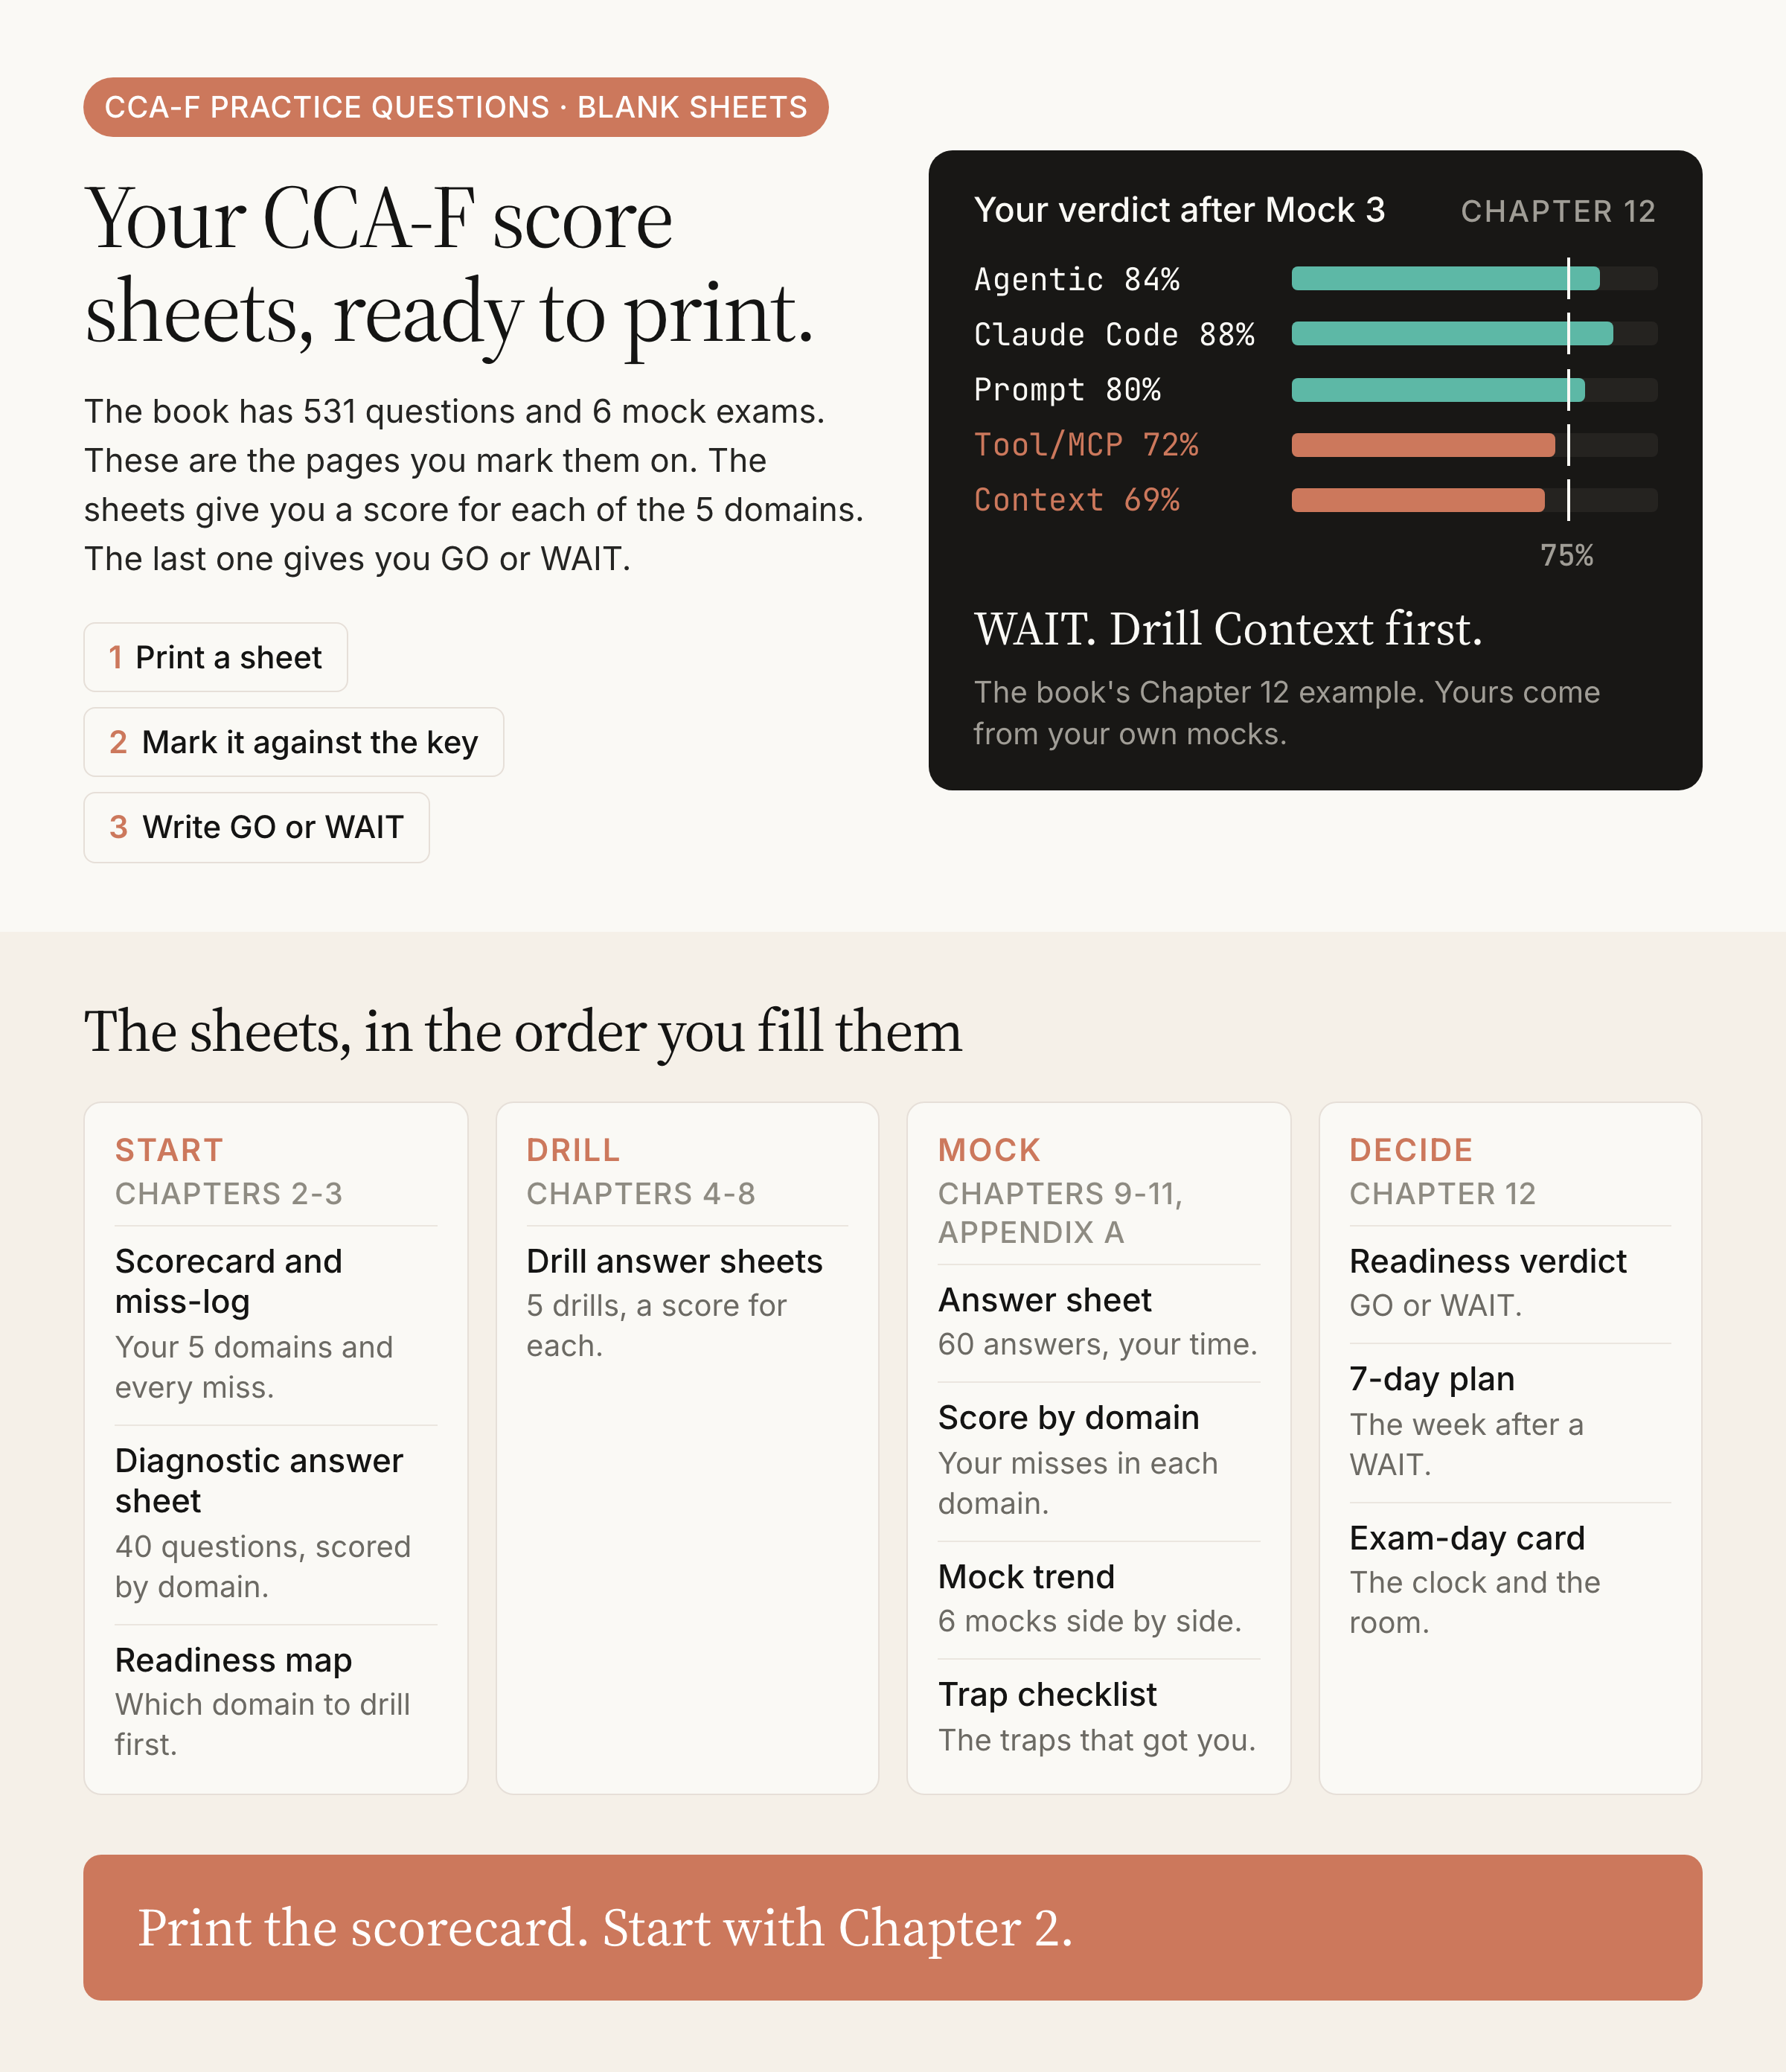 CCA-F PRACTICE QUESTIONS · BLANK SHEETS
Your CCA-F score
sheets, ready to print.
The book has 531 questions and 6 mock exams.
These are the pages you mark them on. The
sheets give you a score for each of the 5 domains.
The last one gives you GO or WAIT.
1 Print a sheet
2 Mark it against the key
3 Write GO or WAIT
Your verdict after Mock 3
CHAPTER 12
Agentic 84%
Claude Code 88%
Prompt 80%
Tool/MCP 72%
Context 69%
75%
WAIT. Drill Context first.
The book's Chapter 12 example. Yours come
from your own mocks.
The sheets, in the order you fill them
START
CHAPTERS 2-3
Scorecard and
miss-log
Your 5 domains and
every miss.
Diagnostic answer
sheet
40 questions, scored
by domain.
Readiness map
Which domain to drill
first.
DRILL
CHAPTERS 4-8
Drill answer sheets
5 drills, a score for
each.
MOCK
CHAPTERS 9-11,
APPENDIX A
Answer sheet
60 answers, your time.
Score by domain
Your misses in each
domain.
Mock trend
6 mocks side by side.
Trap checklist
The traps that got you.
DECIDE
CHAPTER 12
Readiness verdict
GO or WAIT.
7-day plan
The week after a
WAIT.
Exam-day card
The clock and the
room.
Print the scorecard. Start with Chapter 2.